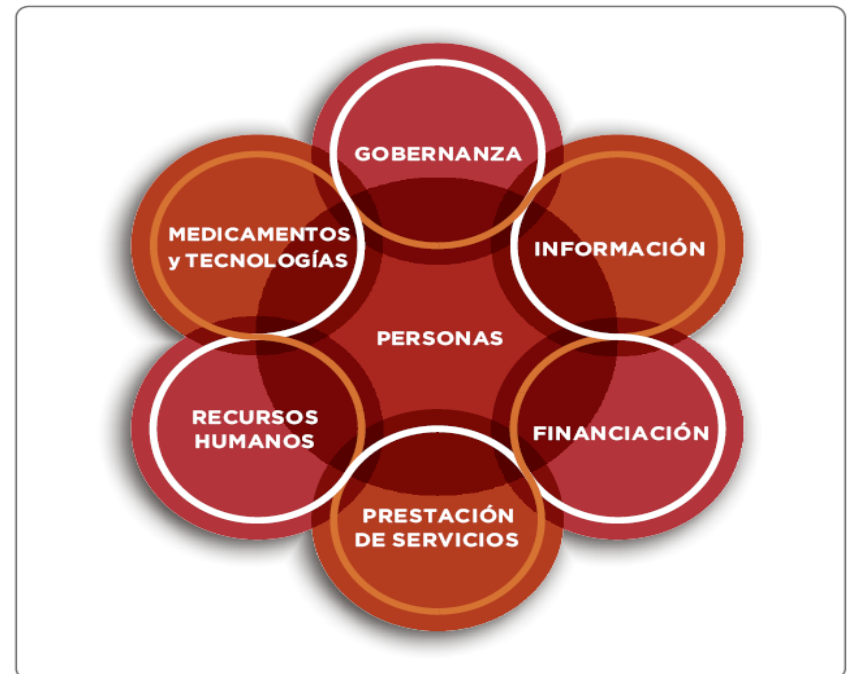 GOBERNANZA
MEDICAMENTOS
y TECNOLOGÍAS
INFORMACIÓN
PERSONAS
RECURSOS
HUMANOS
FINANCIACIÓN
PRESTACIÓN
DE SERVICIOS